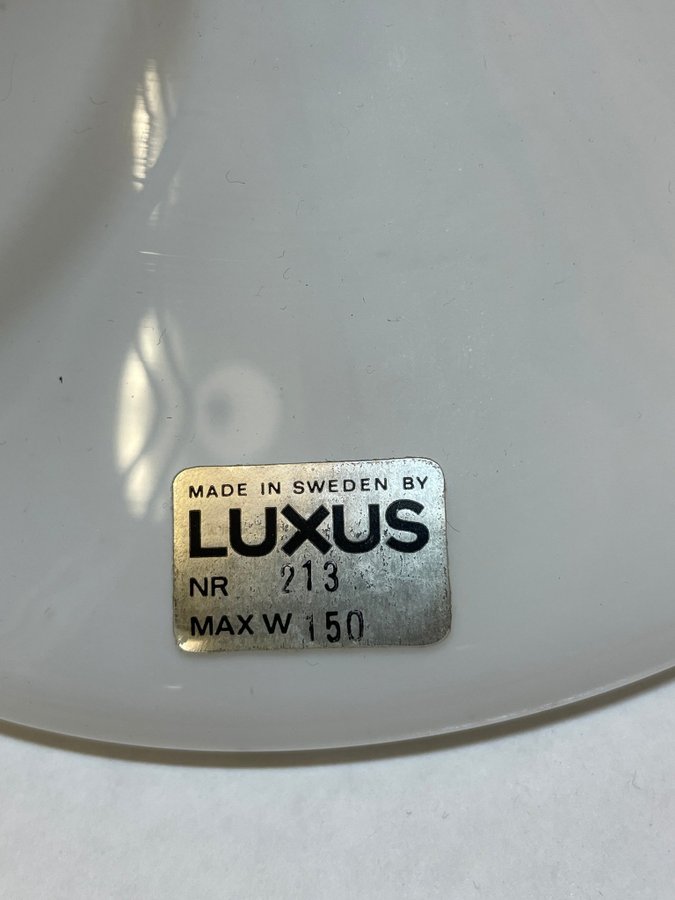 MADE IN SWEDEN BY
LUXUS
NR 213
MAX W 150